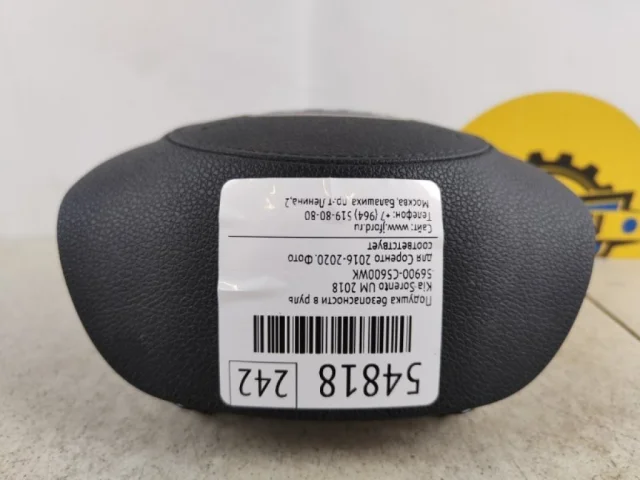 54818 242
Подушка безопасности в руль
Kia Sorento UM 2018
56900-C5600WK
для Соренто 2016-2020. Фото
соответствует
Сайт: www.jford.ru
Телефон: +7 (964) 519-80-80
Москва, Балашиха пр-т Ленина,2